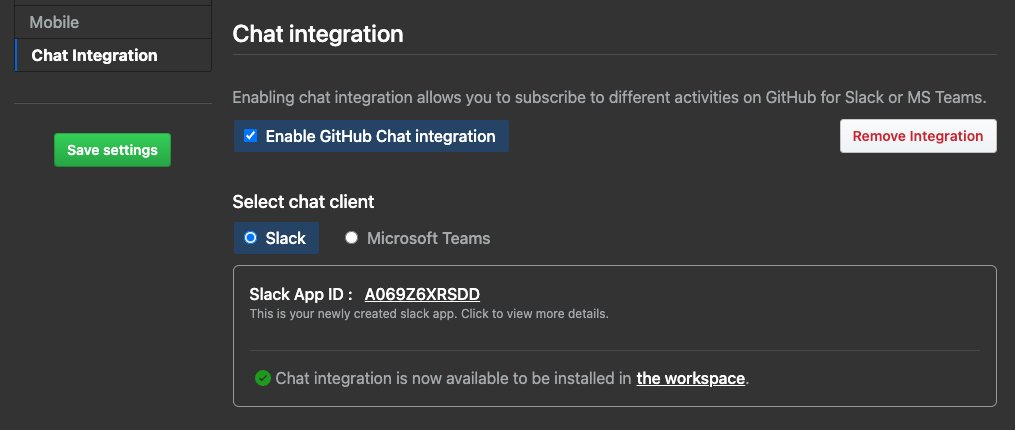 Mobile
Chat Integration
Save settings
Chat integration
Enabling chat integration allows you to subscribe to different activities on GitHub for Slack or MS Teams.
Enable GitHub Chat integration
Remove Integration
Select chat client
Slack
Microsoft Teams
Slack App ID : A069Z6XRSDD
This is your newly created slack app. Click to view more details.
Chat integration is now available to be installed in the workspace.